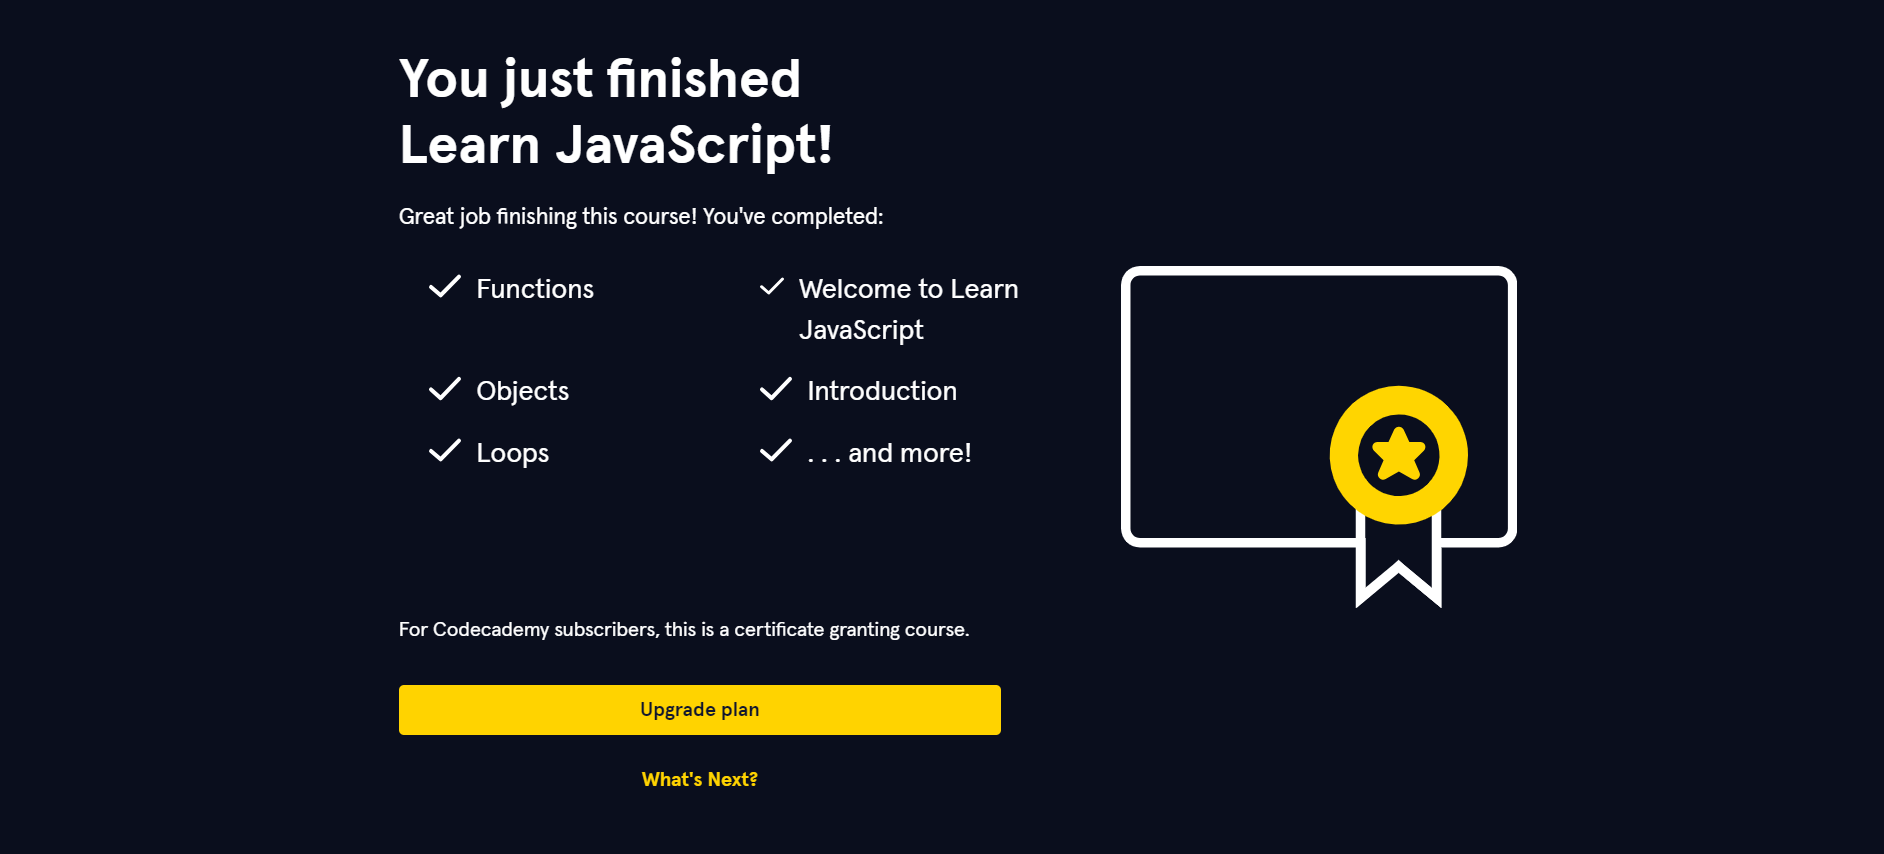 You just finished
Learn JavaScript!
Great job finishing this course! You've completed:
Functions
Welcome to Learn
JavaScript
Objects
Introduction
Loops
. . . and more!
For Codecademy subscribers, this is a certificate granting course.
Upgrade plan
What's Next?